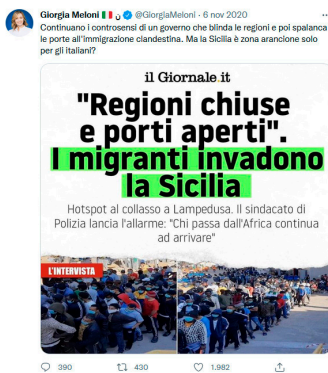 Giorgia Meloni 🇮🇹 ن @GiorgiaMeloni · 6 nov 2020
Continuano i controsensi di un governo che blinda le regioni e poi spalanca
le porte all'immigrazione clandestina. Ma la Sicilia è zona arancione solo
per gli italiani?
il Giornale.it
"Regioni chiuse
e porti aperti".
I migranti invadono
la Sicilia
Hotspot al collasso a Lampedusa. Il sindacato di
Polizia lancia l'allarme: "Chi passa dall'Africa continua
ad arrivare"
L'INTERVISTA
390 430 1.982